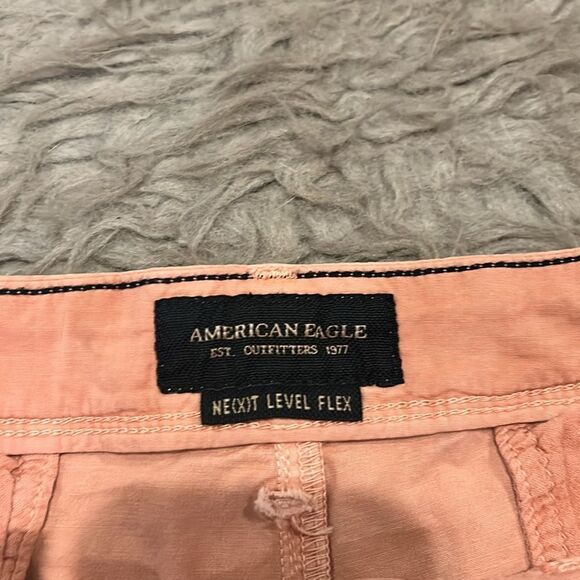 AMERICAN EAGLE
EST. OUTFITTERS 1977
NE(X)T LEVEL FLEX